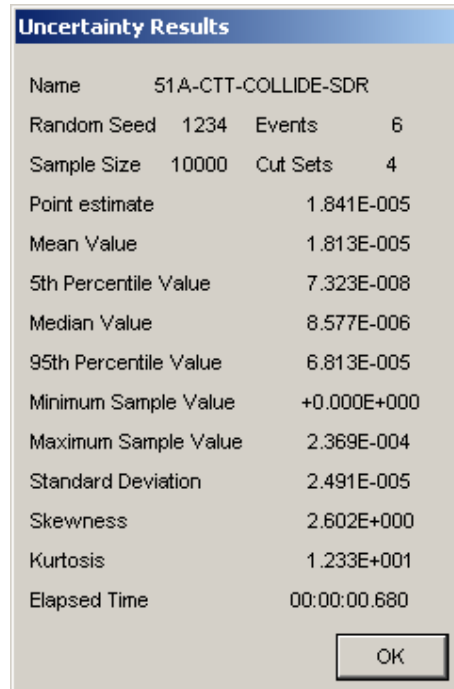 Uncertainty Results
Name 51A-CTT-COLLIDE-SDR
Random Seed 1234 Events 6
Sample Size 10000 Cut Sets 4
Point estimate 1.841E-005
Mean Value 1.813E-005
5th Percentile Value 7.323E-008
Median Value 8.577E-006
95th Percentile Value 6.813E-005
Minimum Sample Value +0.000E+000
Maximum Sample Value 2.369E-004
Standard Deviation 2.491E-005
Skewness 2.602E+000
Kurtosis 1.233E+001
Elapsed Time 00:00:00.680
OK